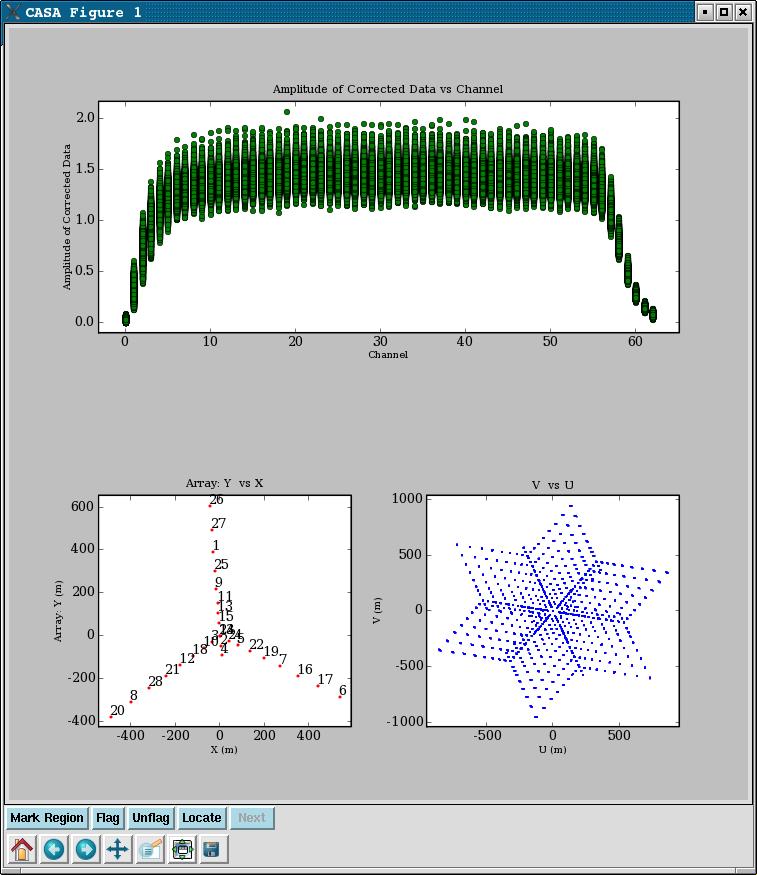 CASA Figure 1
Amplitude of Corrected Data vs Channel
Amplitude of Corrected Data
2.0
1.5
1.0
0.5
0.0
0 10 20 30 40 50 60
Channel
Array: Y vs X
Array: Y (m)
600
400
200
0
-200
-400
26
27
1
25
9
11
13
15
24
5
4
22
18
12
19
7
21
16
28
17
8
6
20
-400 -200 0 200 400
X (m)
V vs U
V (m)
1000
500
0
-500
-1000
-500 0 500
U (m)
Mark Region Flag Unflag Locate Next